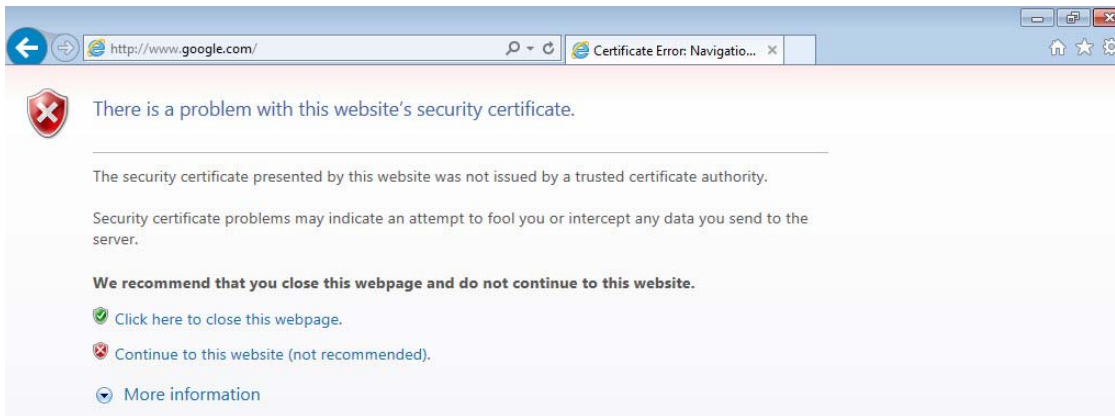 http://www.google.com/
Certificate Error: Navigatio...
There is a problem with this website's security certificate.
The security certificate presented by this website was not issued by a trusted certificate authority.
Security certificate problems may indicate an attempt to fool you or intercept any data you send to the
server.
We recommend that you close this webpage and do not continue to this website.
Click here to close this webpage.
Continue to this website (not recommended).
More information